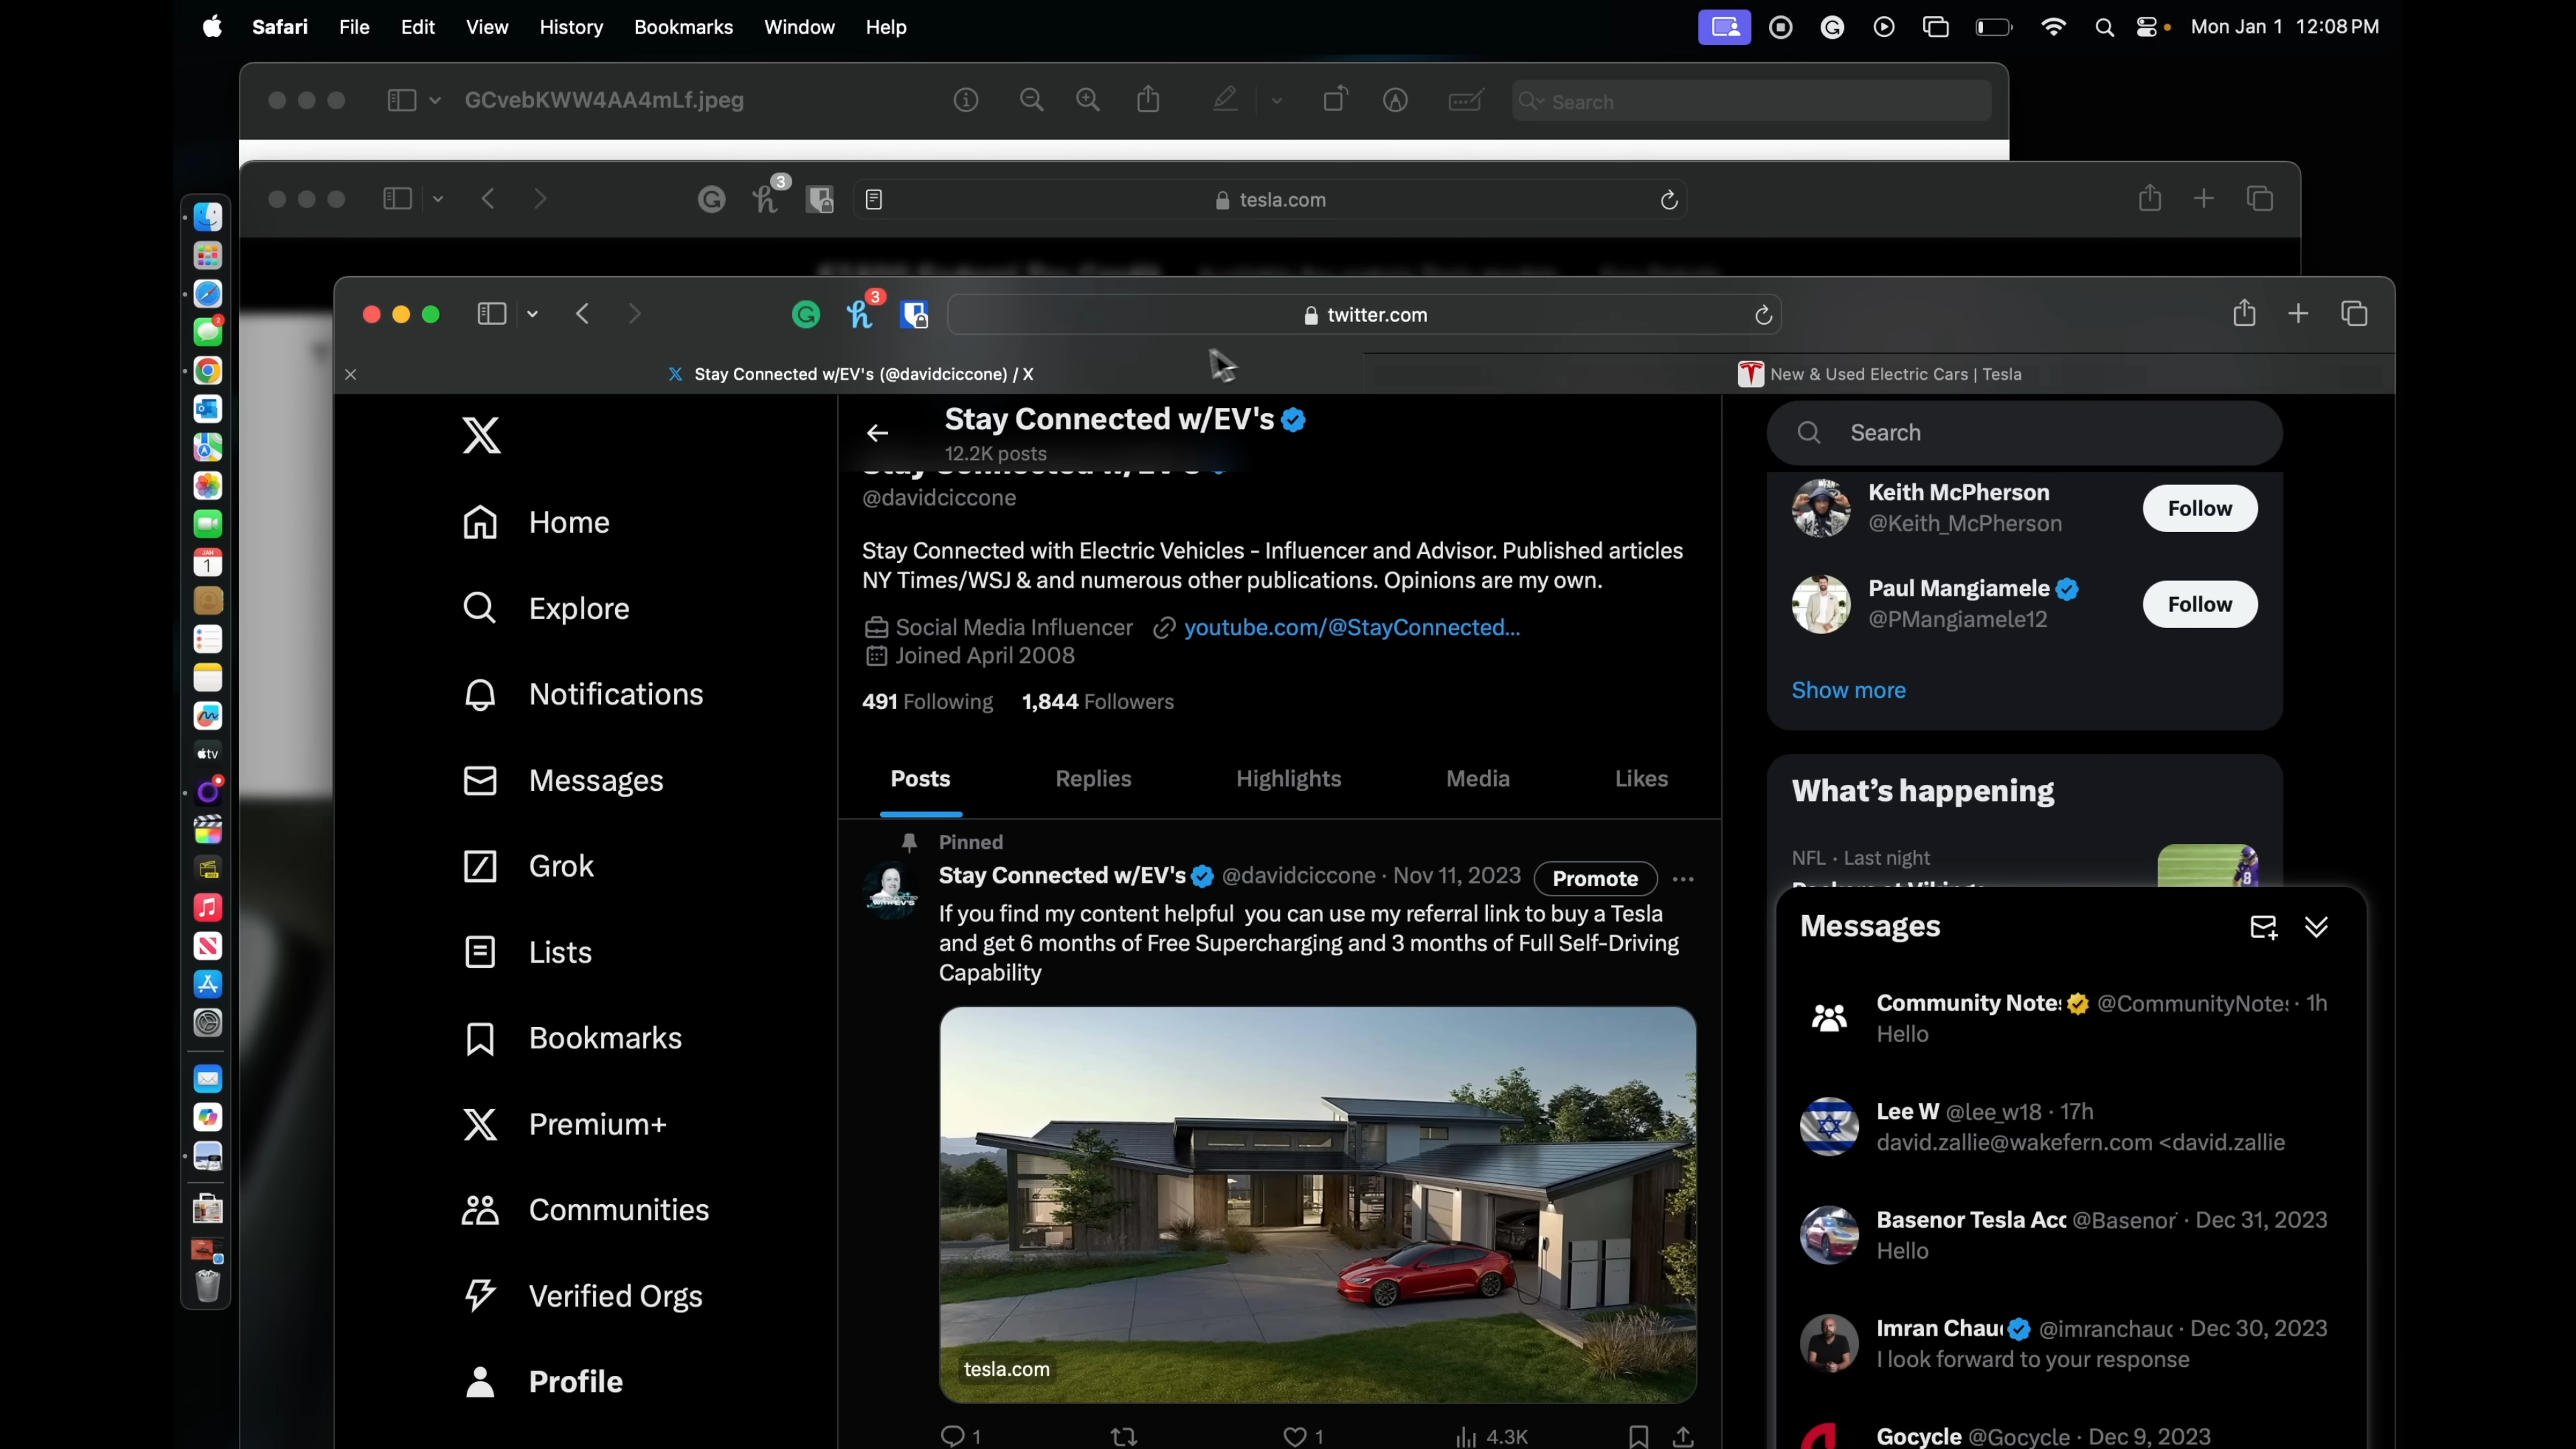 Safari File Edit View History Bookmarks Window Help
Mon Jan 1 12:08 PM
GCvebKWW4AA4mLf.jpeg
Search
3
tesla.com
3
twitter.com
Stay Connected w/EV's (@davidciccone) / X
New & Used Electric Cars | Tesla
Home
Explore
Notifications
Messages
Grok
Lists
Bookmarks
Premium+
Communities
Verified Orgs
Profile
Stay Connected w/EV's
12.2K posts
@davidciccone
Stay Connected with Electric Vehicles - Influencer and Advisor. Published articles
NY Times/WSJ & and numerous other publications. Opinions are my own.
Social Media Influencer youtube.com/@StayConnected...
Joined April 2008
491 Following 1,844 Followers
Posts Replies Highlights Media Likes
Pinned
Stay Connected w/EV's @davidciccone · Nov 11, 2023 Promote
If you find my content helpful you can use my referral link to buy a Tesla
and get 6 months of Free Supercharging and 3 months of Full Self-Driving
Capability
tesla.com
1 1 4.3K
Search
Keith McPherson
@Keith_McPherson
Follow
Paul Mangiamele
@PMangiamele12
Follow
Show more
What's happening
NFL · Last night
Messages
Community Notes @CommunityNotes · 1h
Hello
Lee W @lee_w18 · 17h
david.zallie@wakefern.com <david.zallie
Basenor Tesla Acc @Basenor · Dec 31, 2023
Hello
Imran Chau @imranchau · Dec 30, 2023
I look forward to your response
Gocycle @Gocycle · Dec 9, 2023